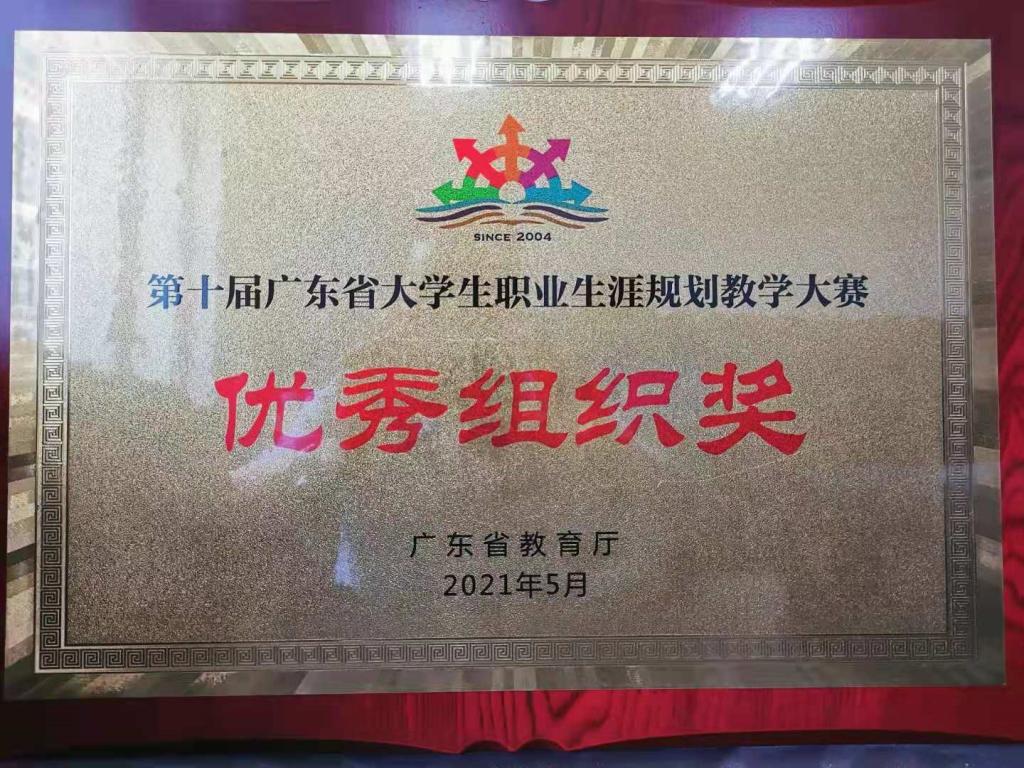 SINCE 2004
第十届广东省大学生职业生涯规划教学大赛
优秀组织奖
广东省教育厅
2021年5月